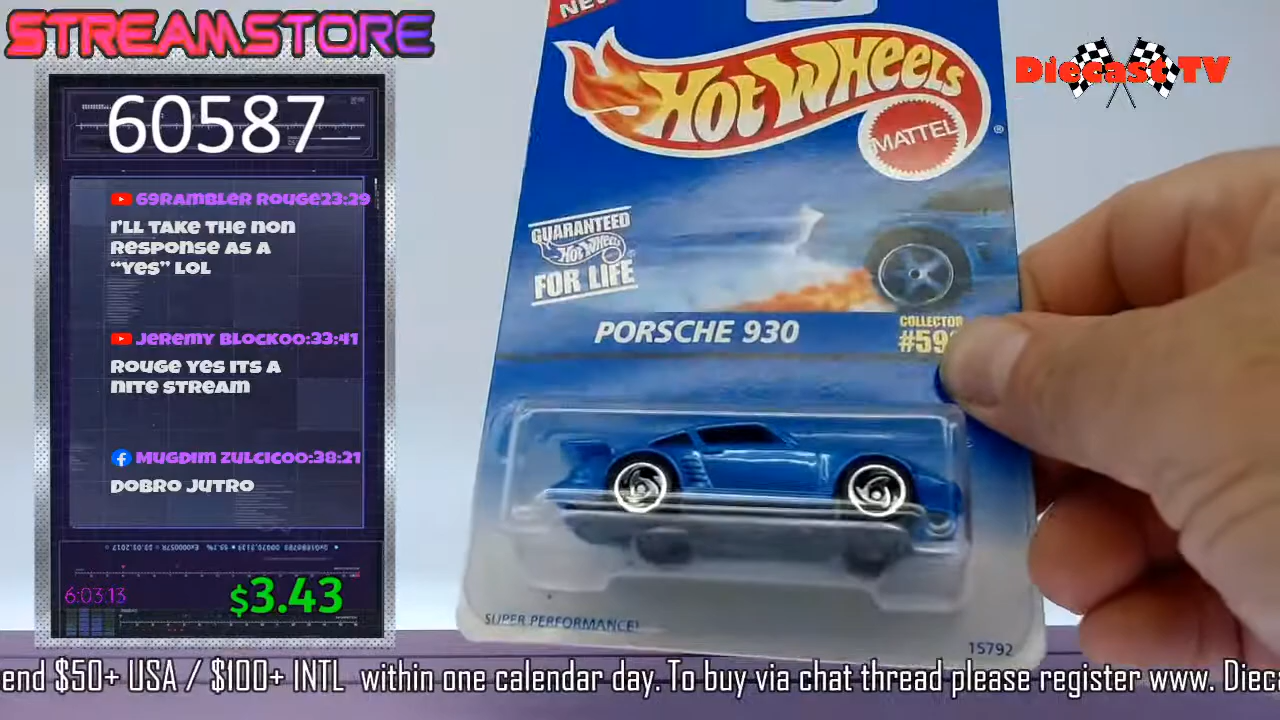 STREAMSTORE
60587
69Rambler Rouge23:29
I'll take the non
response as a
“yes” LOL
Jeremy Block00:33:41
Rouge yes its a
nite stream
Mugdim Zulcic00:38:21
Dobro jutro
6:03:13
$3.43
NEW
Hot Wheels
®
MATTEL
GUARANTEED
Hot Wheels
FOR LIFE
PORSCHE 930
COLLECTOR
SUPER PERFORMANCE!
15792
Diecast TV
end $50+ USA / $100+ INTL within one calendar day. To buy via chat thread please register www.